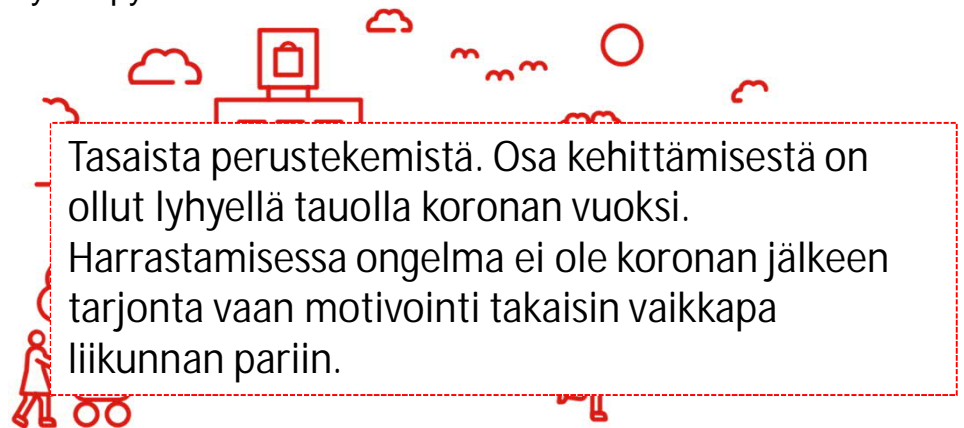 Tasaista perustekemistä. Osa kehittämisestä on
ollut lyhyellä tauolla koronan vuoksi.
Harrastamisessa ongelma ei ole koronan jälkeen
tarjonta vaan motivointi takaisin vaikkapa
liikunnan pariin.